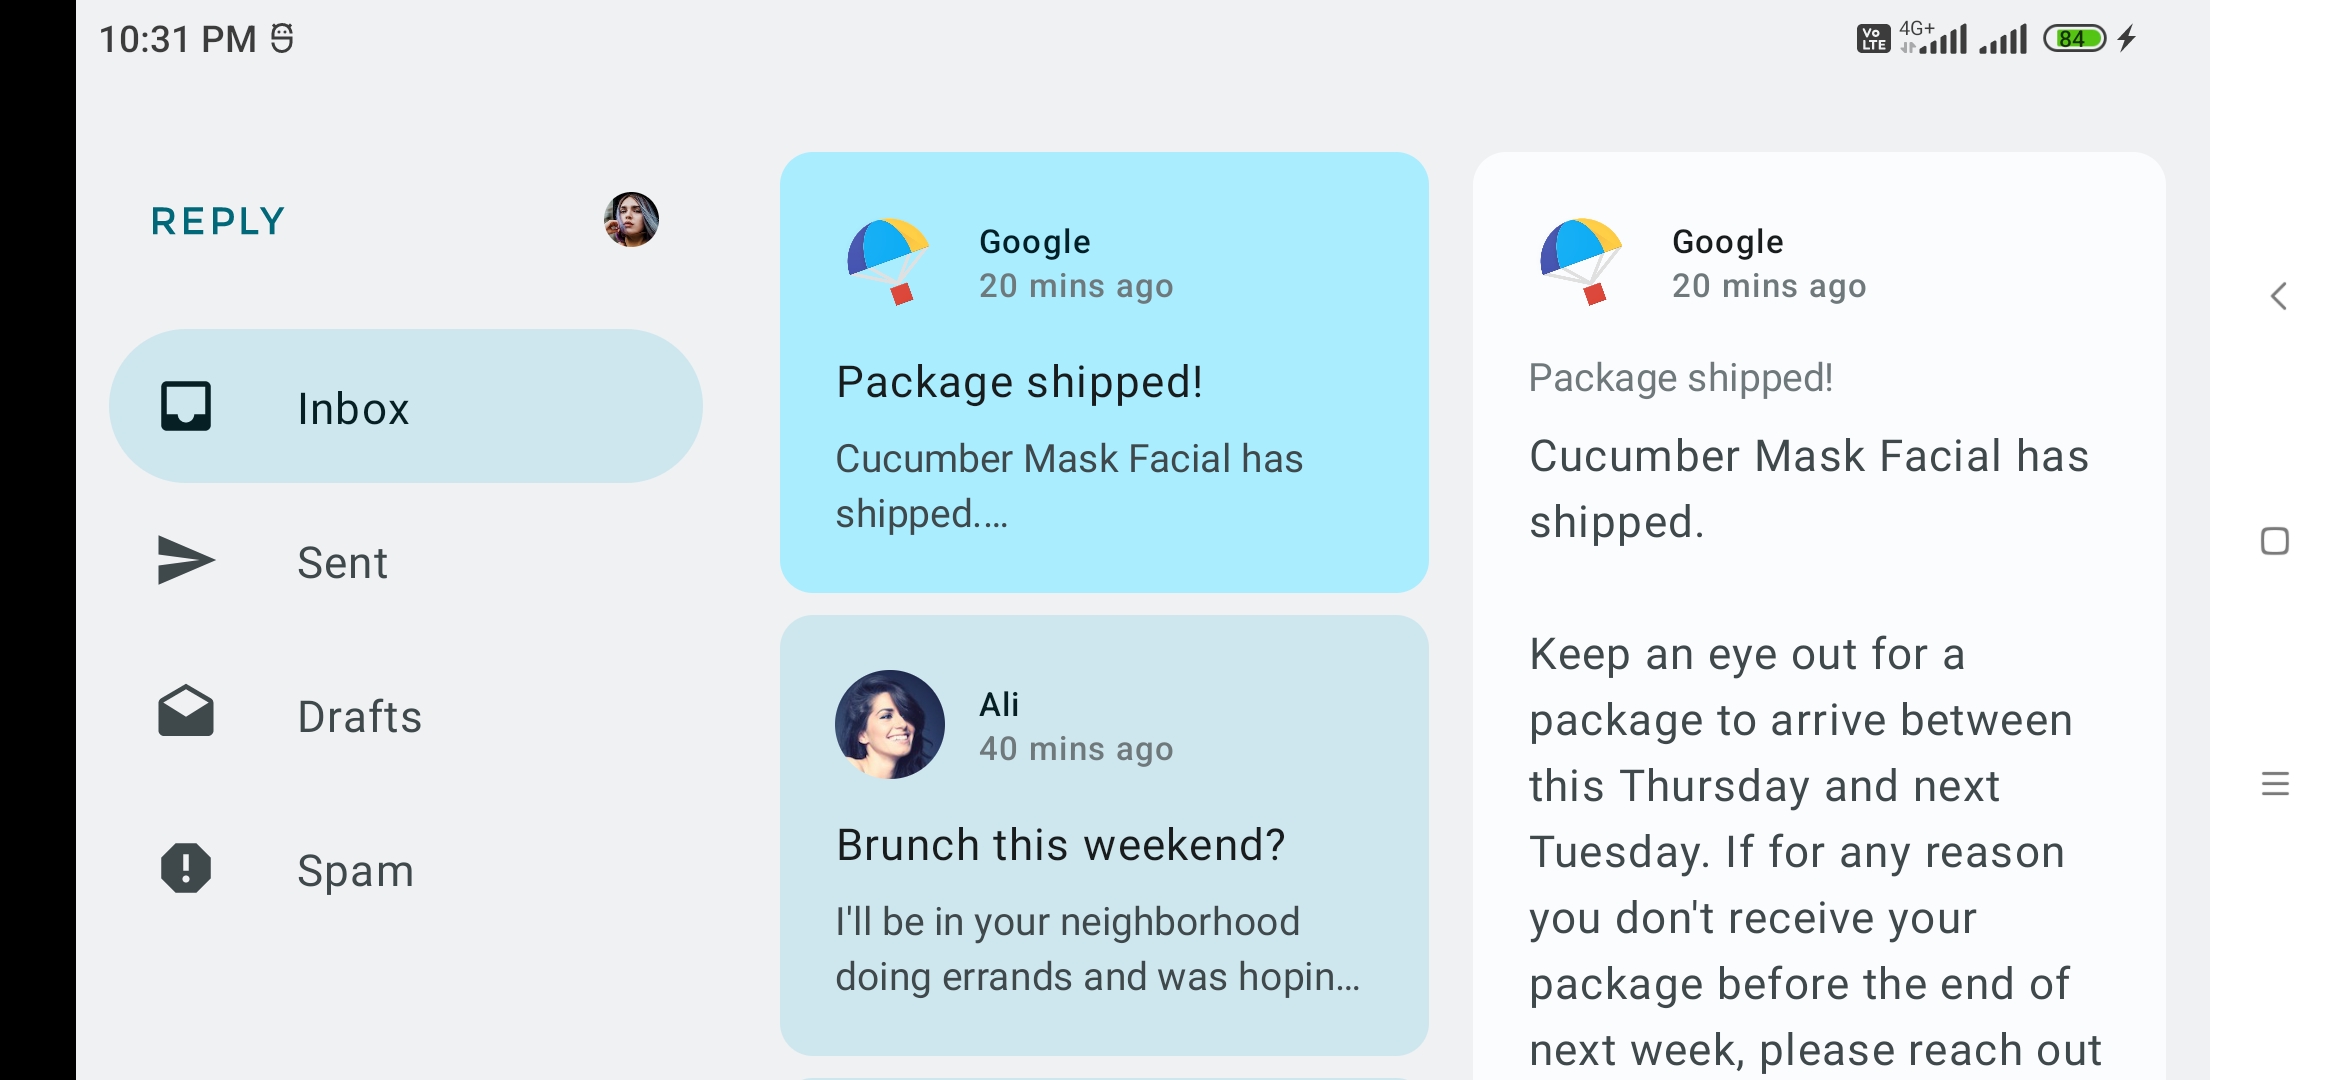 10:31 PM
Vo LTE 4G+ 84
REPLY
Inbox
Sent
Drafts
Spam
Google
20 mins ago
Package shipped!
Cucumber Mask Facial has
shipped.…
Ali
40 mins ago
Brunch this weekend?
I'll be in your neighborhood
doing errands and was hopin…
Google
20 mins ago
Package shipped!
Cucumber Mask Facial has
shipped.
Keep an eye out for a
package to arrive between
this Thursday and next
Tuesday. If for any reason
you don't receive your
package before the end of
next week, please reach out